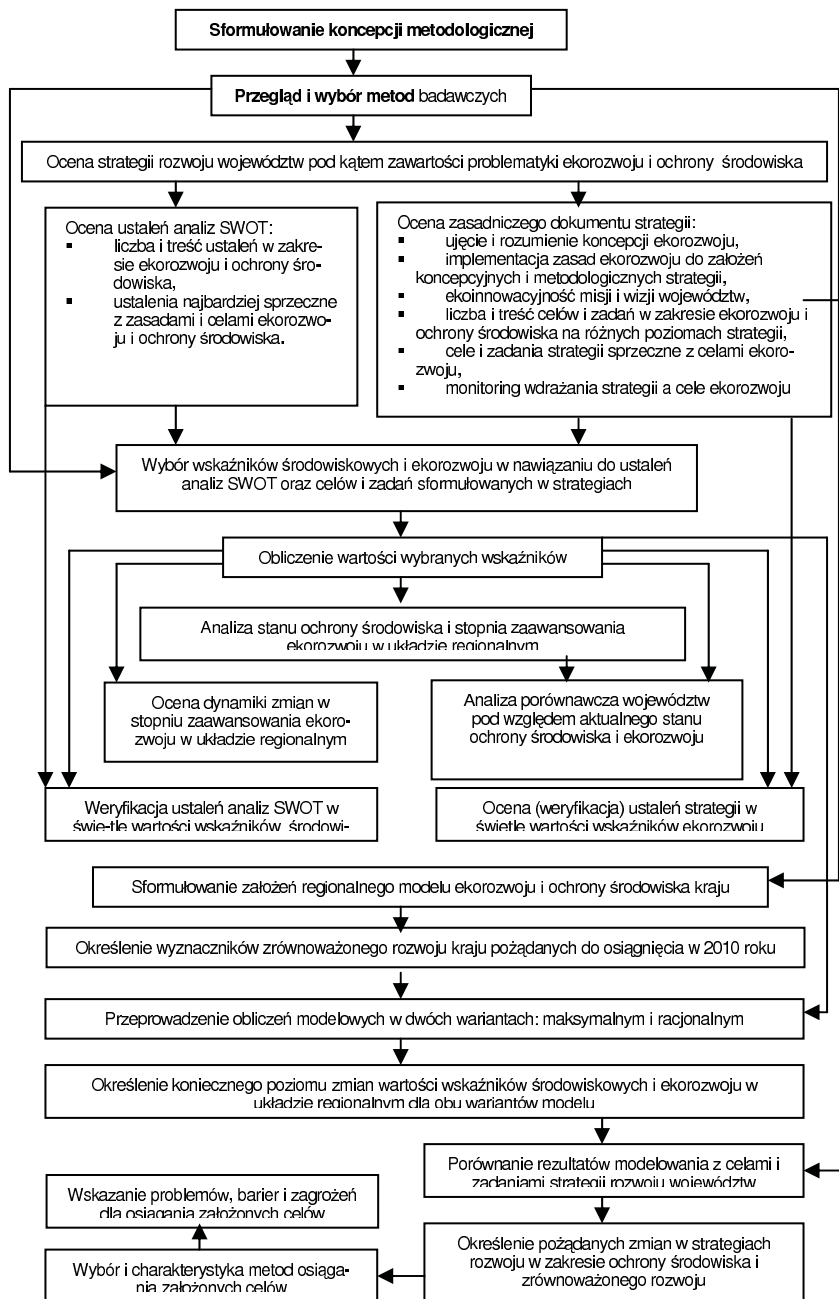 Sformułowanie koncepcji metodologicznej
Przegląd i wybór metod badawczych
Ocena strategii rozwoju województw pod kątem zawartości problematyki ekorozwoju i ochrony środowiska
Ocena ustaleń analiz SWOT:
▪ liczba i treść ustaleń w zakre-
sie ekorozwoju i ochrony śro-
dowiska,
▪ ustalenia najbardziej sprzeczne
z zasadami i celami ekorozwo-
ju i ochrony środowiska.
Ocena zasadniczego dokumentu strategii:
▪ ujęcie i rozumienie koncepcji ekorozwoju,
▪ implementacja zasad ekorozwoju do założeń
koncepcyjnych i metodologicznych strategii,
▪ ekoinnowacyjność misji i wizji województw,
▪ liczba i treść celów i zadań w zakresie ekorozwoju i
ochrony środowiska na różnych poziomach strategii,
▪ cele i zadania strategii sprzeczne z celami ekoro-
zwoju,
▪ monitoring wdrażania strategii a cele ekorozwoju
Wybór wskaźników środowiskowych i ekorozwoju w nawiązaniu do ustaleń
analiz SWOT oraz celów i zadań sformułowanych w strategiach
Obliczenie wartości wybranych wskaźników
Analiza stanu ochrony środowiska i stopnia zaawansowania
ekorozwoju w układzie regionalnym
Ocena dynamiki zmian w
stopniu zaawansowania ekoro-
zwoju w układzie regionalnym
Analiza porównawcza województw
pod względem aktualnego stanu
ochrony środowiska i ekorozwoju
Weryfikacja ustaleń analiz SWOT w
świe-tle wartości wskaźników środowi-
Ocena (weryfikacja) ustaleń strategii w
świetle wartości wskaźników ekorozwoju
Sformułowanie założeń regionalnego modelu ekorozwoju i ochrony środowiska kraju
Określenie wyznaczników zrównoważonego rozwoju kraju pożądanych do osiągnięcia w 2010 roku
Przeprowadzenie obliczeń modelowych w dwóch wariantach: maksymalnym i racjonalnym
Określenie koniecznego poziomu zmian wartości wskaźników środowiskowych i ekorozwoju w
układzie regionalnym dla obu wariantów modelu
Porównanie rezultatów modelowania z celami i
zadaniami strategii rozwoju województw
Wskazanie problemów, barier i zagrożeń
dla osiągania założonych celów
Określenie pożądanych zmian w strategiach
rozwoju w zakresie ochrony środowiska i
zrównoważonego rozwoju
Wybór i charakterystyka metod osiąga-
nia założonych celów